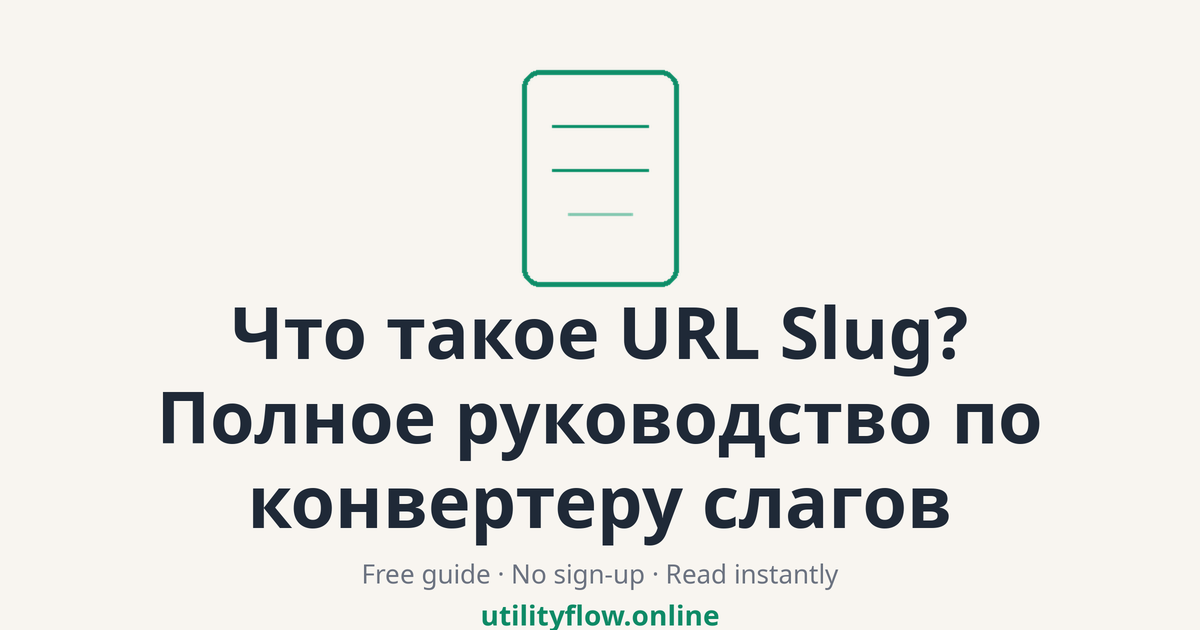 Что такое URL Slug?
Полное руководство по
конвертеру слагов
Free guide · No sign-up · Read instantly
utilityflow.online